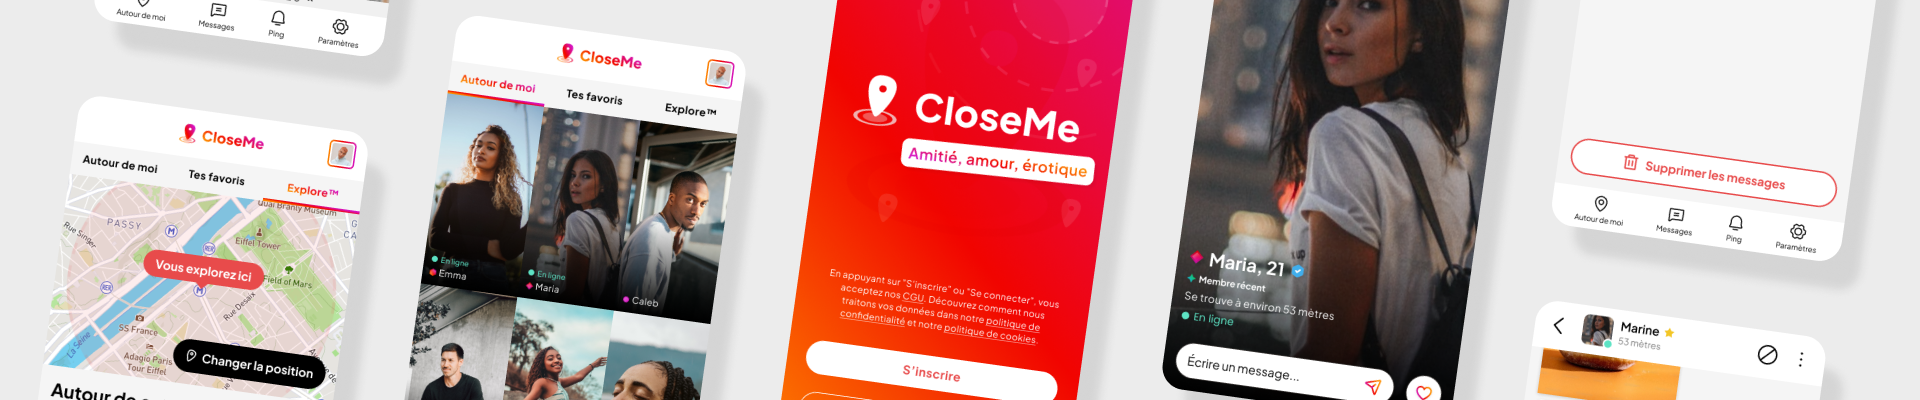 Autour de moi
Messages
Ping
Paramètres
CloseMe
Autour de moi
Tes favoris
Explore™
Quai Branly Museum
PASSY
Rue Singer
M
RER
Eiffel Tower
Vous explorez ici
Field of Mars
RER
M
Rue Desaix
SS France
La Seine
Adagio Paris
Tour Eiffel
Changer la position
CloseMe
Autour de moi
Tes favoris
Explore™
En ligne
Emma
En ligne
Maria
Caleb
CloseMe
Amitié, amour, érotique
En appuyant sur "S'inscrire" ou "Se connecter", vous
acceptez nos CGU. Découvrez comment nous
traitons vos données dans notre politique de
confidentialité et notre politique de cookies.
S'inscrire
Maria, 21
Membre récent
Se trouve à environ 53 mètres
En ligne
Écrire un message...
Supprimer les messages
Autour de moi
Messages
Ping
Paramètres
Marine
53 mètres